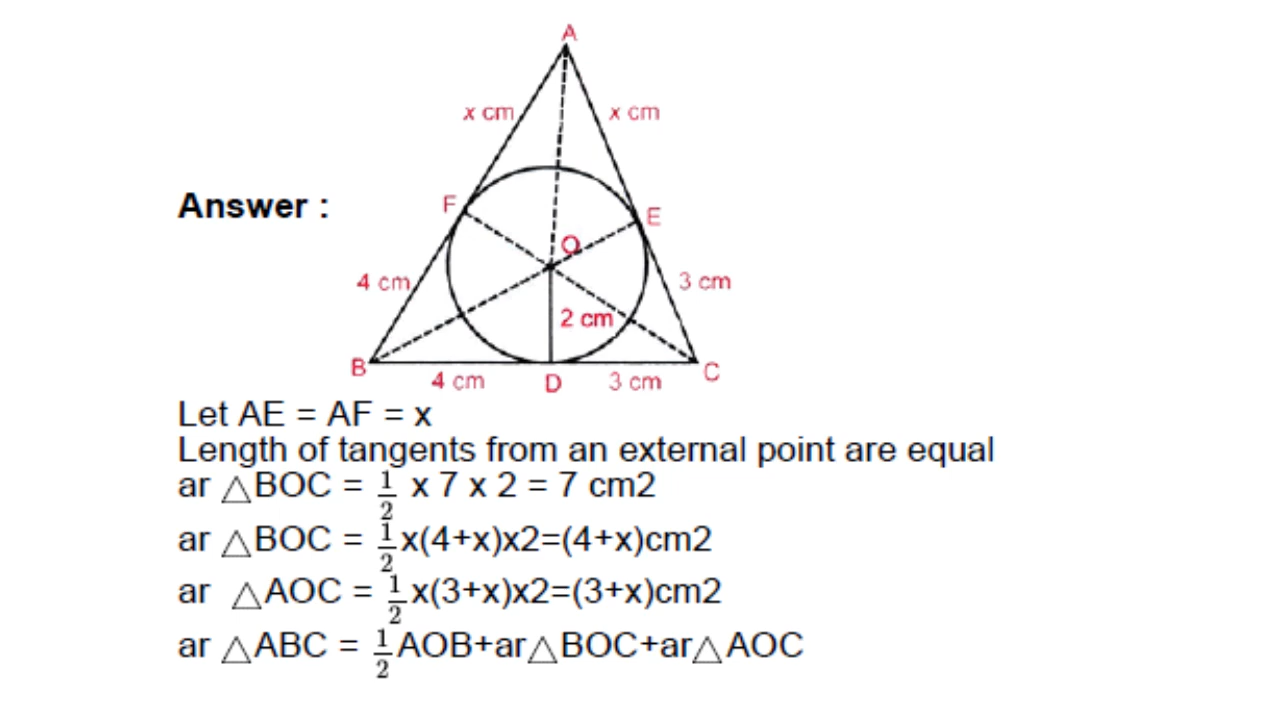 A
x cm
x cm
Answer :
F
E
O
4 cm
3 cm
2 cm
B
C
4 cm
D
3 cm
Let AE = AF = x
Length of tangents from an external point are equal
ar △BOC = 1/2 x 7 x 2 = 7 cm2
ar △BOC = 1/2x(4+x)x2=(4+x)cm2
ar △AOC = 1/2x(3+x)x2=(3+x)cm2
ar △ABC = 1/2AOB+ar△BOC+ar△AOC